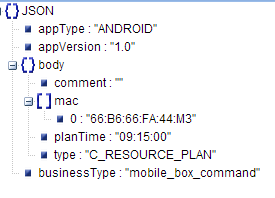 JSON
appType : "ANDROID"
appVersion : "1.0"
body
comment : ""
mac
0 : "66:B6:66:FA:44:M3"
planTime : "09:15:00"
type : "C_RESOURCE_PLAN"
businessType : "mobile_box_command"